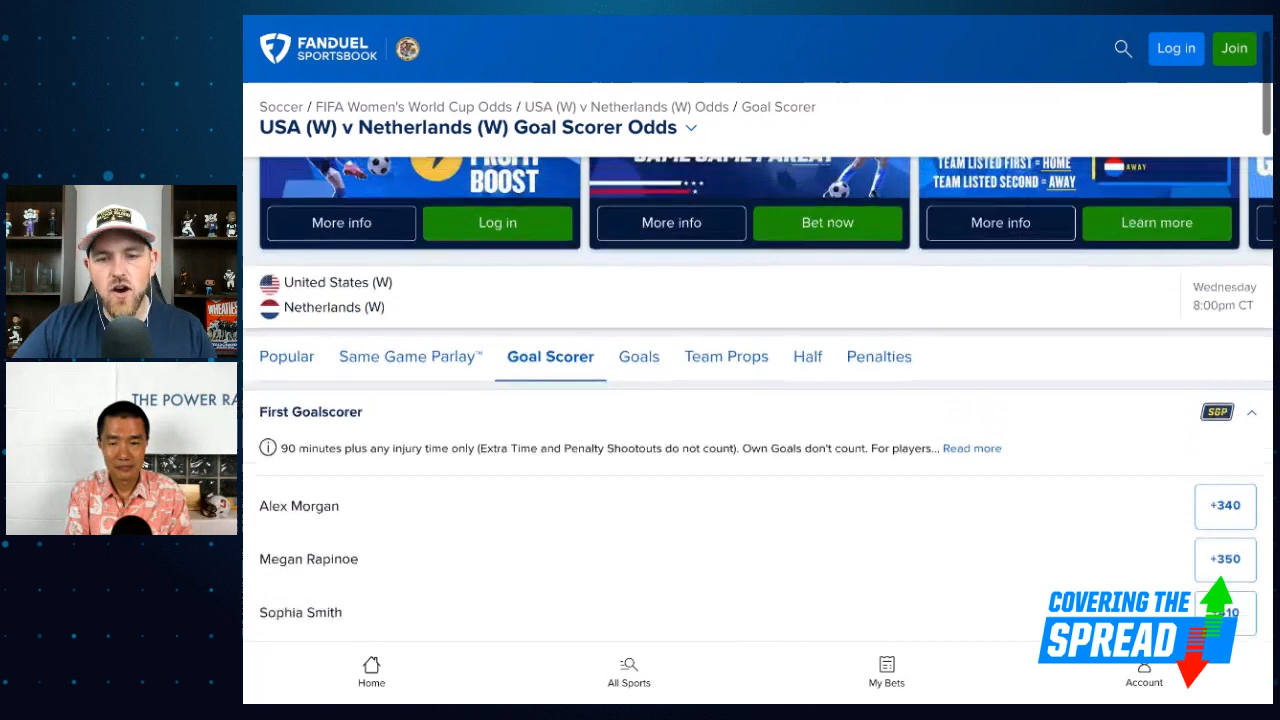 FANDUEL
SPORTSBOOK
Log in
Join
Soccer / FIFA Women's World Cup Odds / USA (W) v Netherlands (W) Odds / Goal Scorer
USA (W) v Netherlands (W) Goal Scorer Odds
PROFIT
BOOST
SAME GAME PARLAY
TEAM LISTED FIRST = HOME
TEAM LISTED SECOND = AWAY
AWAY
More info
Log in
More info
Bet now
More info
Learn more
United States (W)
Netherlands (W)
Wednesday
8:00pm CT
Popular
Same Game Parlay™
Goal Scorer
Goals
Team Props
Half
Penalties
First Goalscorer
SGP
90 minutes plus any injury time only (Extra Time and Penalty Shootouts do not count). Own Goals don't count. For players... Read more
Alex Morgan
+340
Megan Rapinoe
+350
Sophia Smith
COVERING THE
SPREAD
Home
All Sports
My Bets
Account
WHEATIES
THE POWER RA